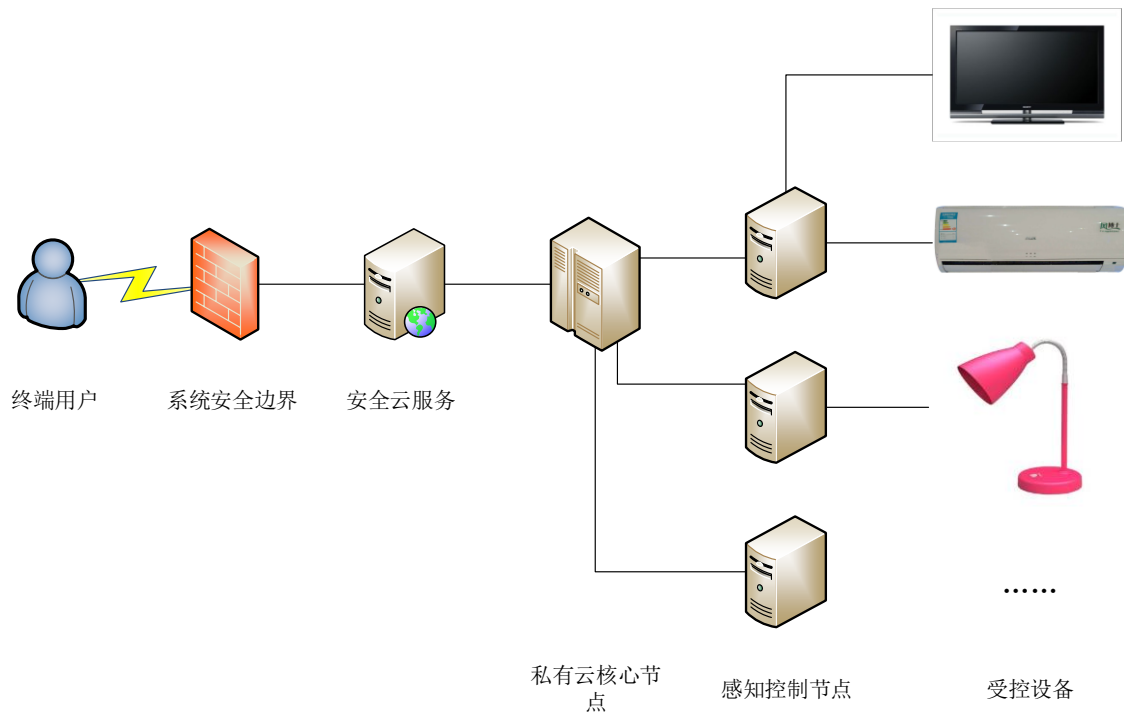 终端用户
系统安全边界
安全云服务
私有云核心节
点
感知控制节点
受控设备
……